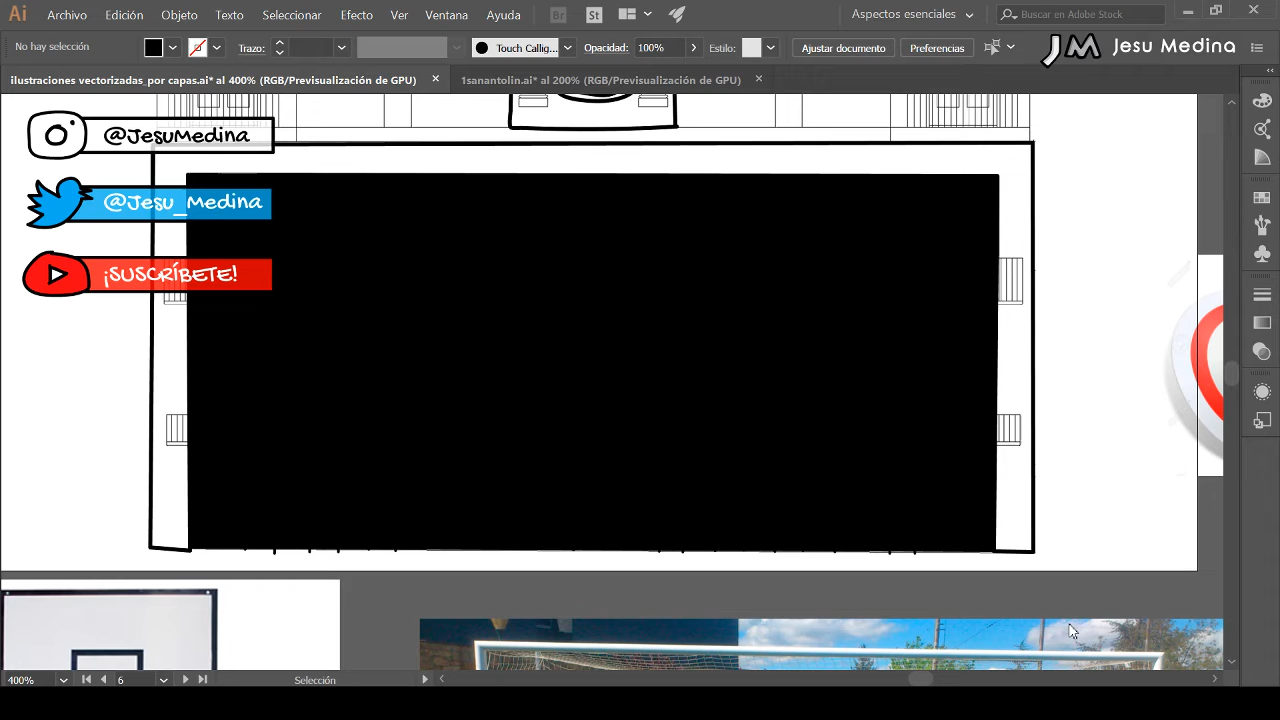 Ai Archivo Edición Objeto Texto Seleccionar Efecto Ver Ventana Ayuda Br St Aspectos esenciales Buscar en Adobe Stock
No hay selección Trazo: Touch Callig... Opacidad: 100% Estilo: Ajustar documento Preferencias JM Jesu Medina
ilustraciones vectorizadas_por capas.ai* al 400% (RGB/Previsualización de GPU) 1sanantolin.ai* al 200% (RGB/Previsualización de GPU)
@JesuMedina
@Jesu_Medina
¡SUSCRÍBETE!
400% 6 Selección